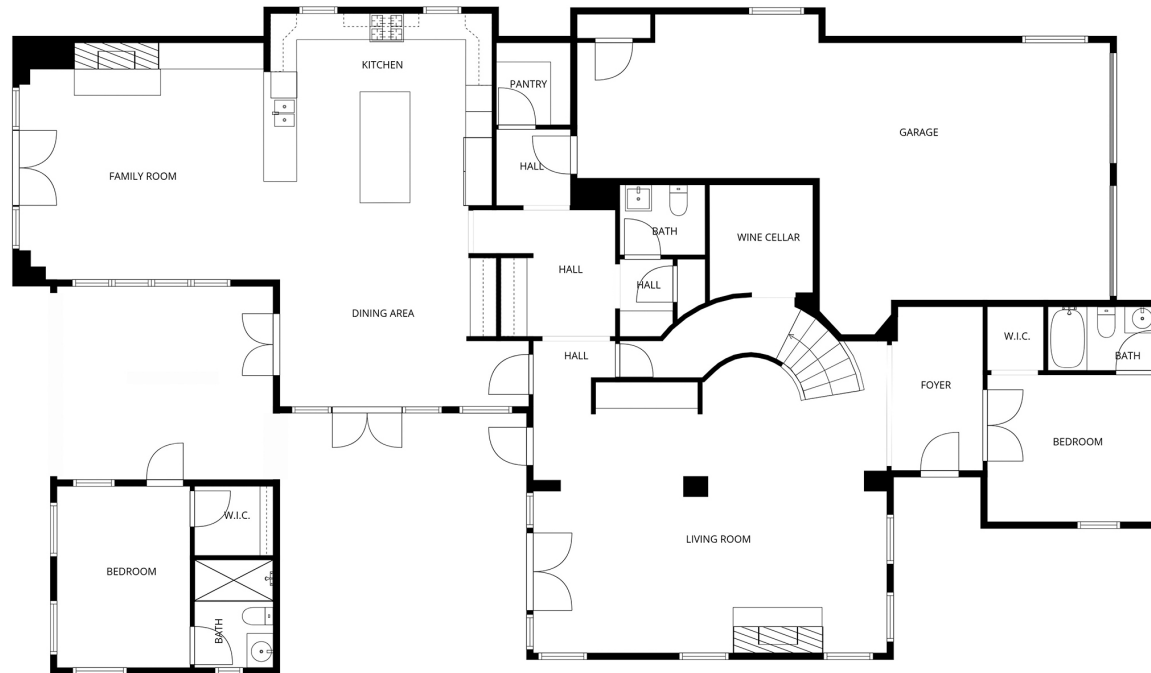 KITCHEN
PANTRY
GARAGE
HALL
FAMILY ROOM
BATH
WINE CELLAR
HALL
HALL
DINING AREA
W.I.C.
HALL
BATH
FOYER
BEDROOM
W.I.C.
LIVING ROOM
BEDROOM
BATH